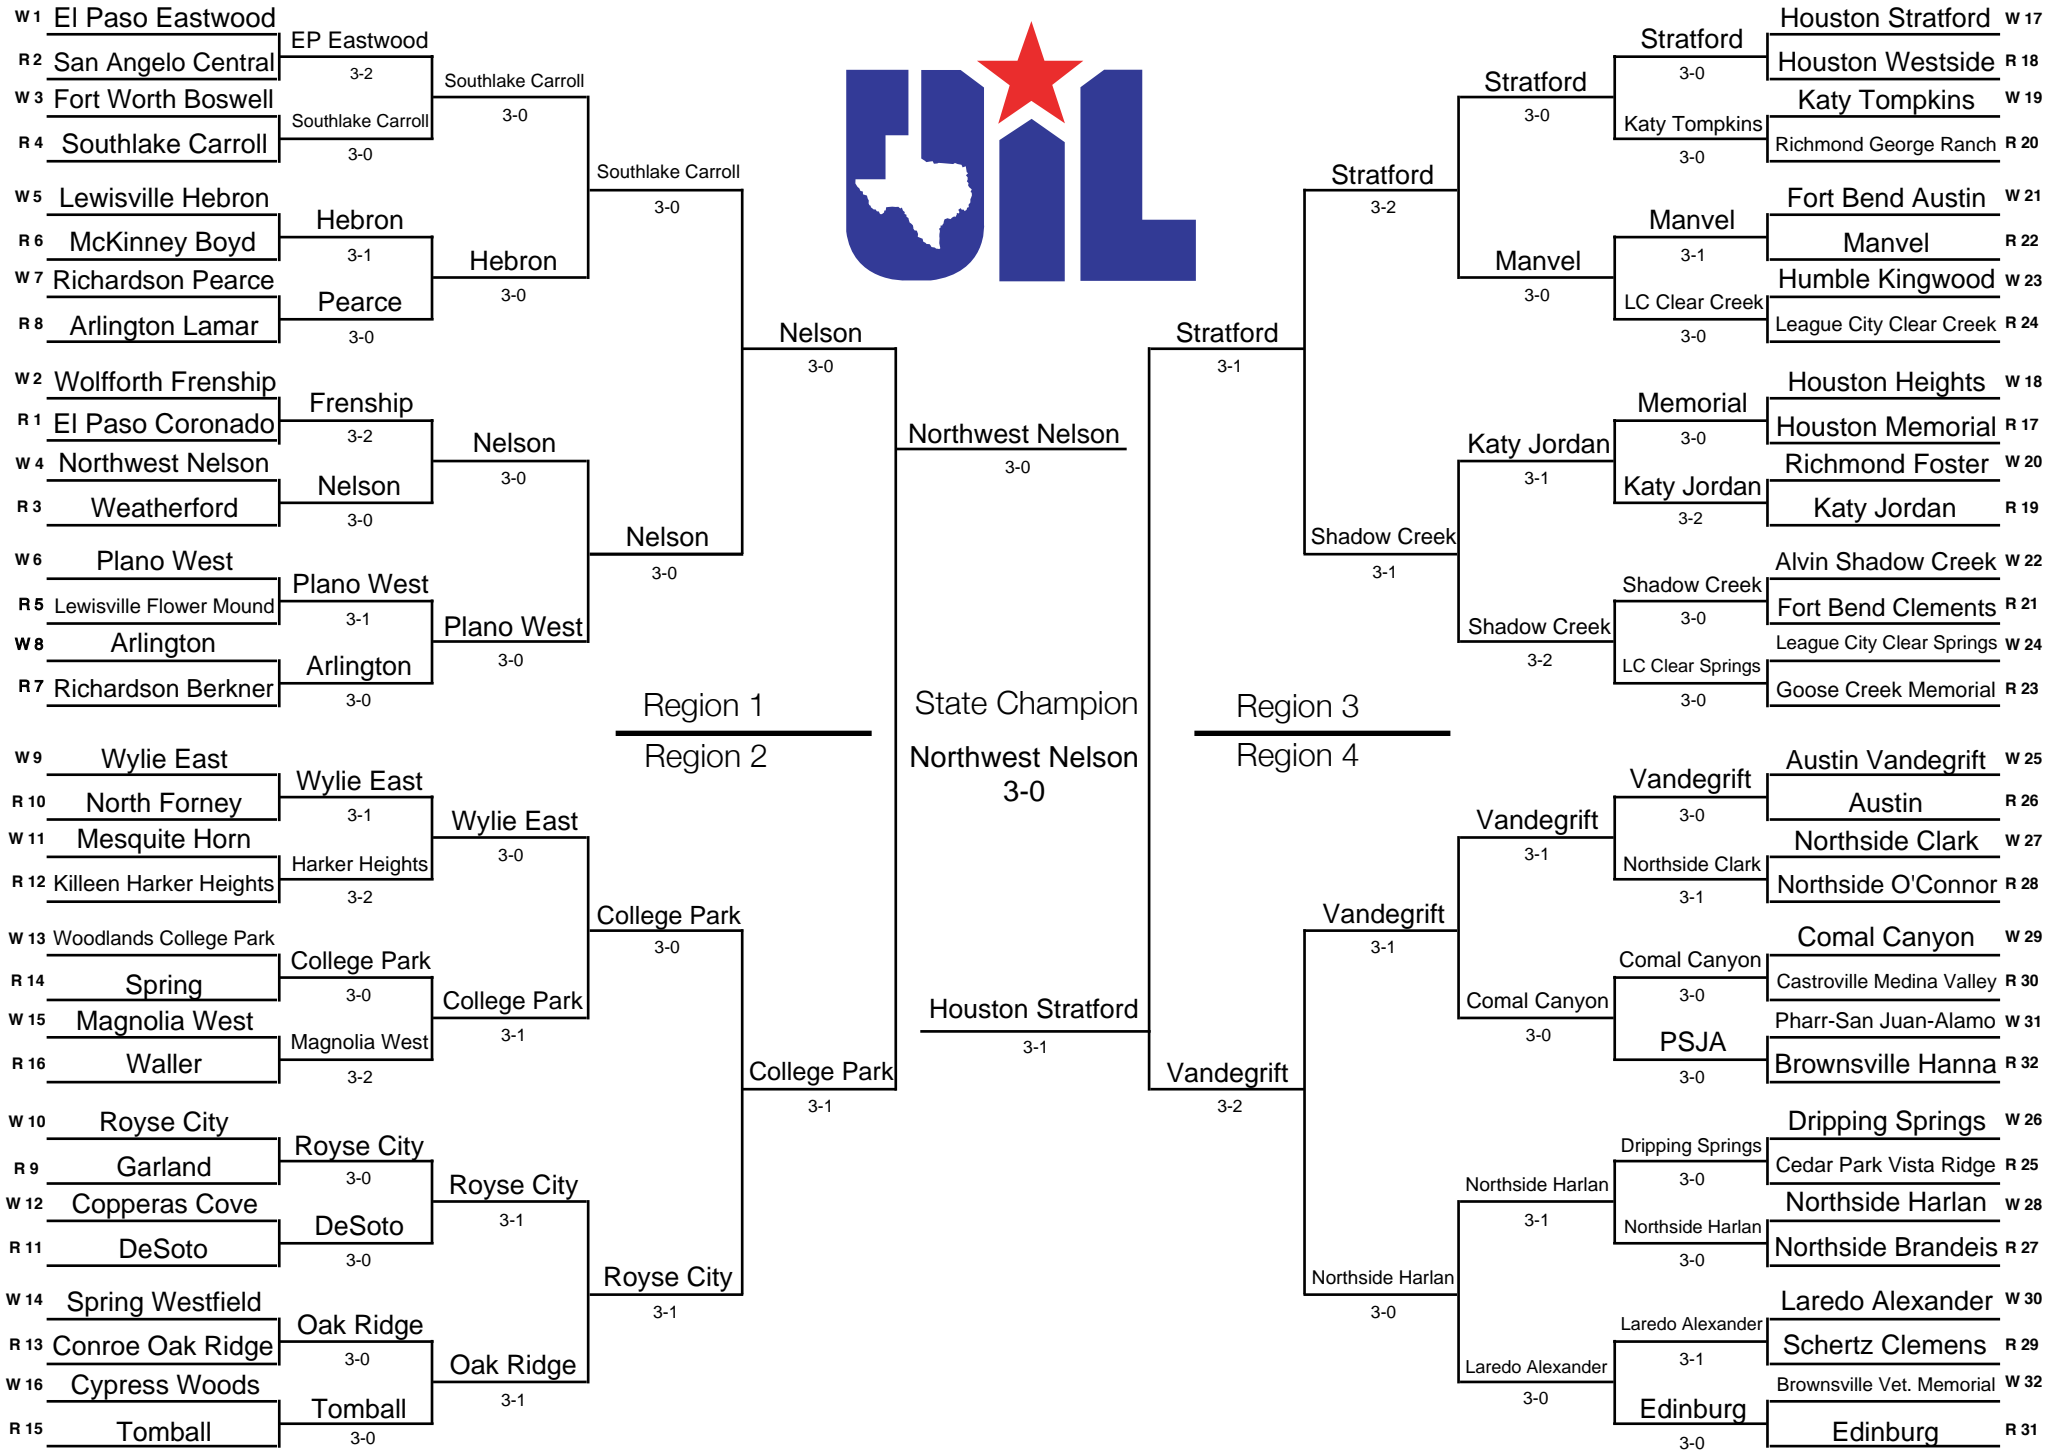 W 1 El Paso Eastwood
R 2 San Angelo Central
W 3 Fort Worth Boswell
R 4 Southlake Carroll
W 5 Lewisville Hebron
R 6 McKinney Boyd
W 7 Richardson Pearce
R 8 Arlington Lamar
W 2 Wolfforth Frenship
R 1 El Paso Coronado
W 4 Northwest Nelson
R 3 Weatherford
W 6 Plano West
R 5 Lewisville Flower Mound
W 8 Arlington
R 7 Richardson Berkner
W 9 Wylie East
R 10 North Forney
W 11 Mesquite Horn
R 12 Killeen Harker Heights
W 13 Woodlands College Park
R 14 Spring
W 15 Magnolia West
R 16 Waller
W 10 Royse City
R 9 Garland
W 12 Copperas Cove
R 11 DeSoto
W 14 Spring Westfield
R 13 Conroe Oak Ridge
W 16 Cypress Woods
R 15 Tomball
EP Eastwood
3-2
Southlake Carroll
3-0
Hebron
3-1
Pearce
3-0
Frenship
3-2
Nelson
3-0
Plano West
3-1
Arlington
3-0
Wylie East
3-1
Harker Heights
3-2
College Park
3-0
Magnolia West
3-2
Royse City
3-0
DeSoto
3-0
Oak Ridge
3-0
Tomball
3-0
Southlake Carroll
3-0
Hebron
3-0
Nelson
3-0
Plano West
3-0
Wylie East
3-0
College Park
3-1
Royse City
3-1
Oak Ridge
3-1
Southlake Carroll
3-0
Nelson
3-0
College Park
3-0
Royse City
3-1
Nelson
3-0
College Park
3-1
Region 1
Region 2
UIL
Northwest Nelson
3-0
State Champion
Northwest Nelson
3-0
Houston Stratford
3-1
Region 3
Region 4
Stratford
3-1
Vandegrift
3-2
Stratford
3-2
Shadow Creek
3-1
Vandegrift
3-1
Northside Harlan
3-0
Stratford
3-0
Manvel
3-0
Katy Jordan
3-1
Shadow Creek
3-2
Vandegrift
3-1
Comal Canyon
3-0
Northside Harlan
3-1
Laredo Alexander
3-0
Stratford
3-0
Katy Tompkins
3-0
Manvel
3-1
LC Clear Creek
3-0
Memorial
3-0
Katy Jordan
3-2
Shadow Creek
3-0
LC Clear Springs
3-0
Vandegrift
3-0
Northside Clark
3-1
Comal Canyon
3-0
PSJA
3-0
Dripping Springs
3-0
Northside Harlan
3-0
Laredo Alexander
3-1
Edinburg
3-0
Houston Stratford W 17
Houston Westside R 18
Katy Tompkins W 19
Richmond George Ranch R 20
Fort Bend Austin W 21
Manvel R 22
Humble Kingwood W 23
League City Clear Creek R 24
Houston Heights W 18
Houston Memorial R 17
Richmond Foster W 20
Katy Jordan R 19
Alvin Shadow Creek W 22
Fort Bend Clements R 21
League City Clear Springs W 24
Goose Creek Memorial R 23
Austin Vandegrift W 25
Austin R 26
Northside Clark W 27
Northside O'Connor R 28
Comal Canyon W 29
Castroville Medina Valley R 30
Pharr-San Juan-Alamo W 31
Brownsville Hanna R 32
Dripping Springs W 26
Cedar Park Vista Ridge R 25
Northside Harlan W 28
Northside Brandeis R 27
Laredo Alexander W 30
Schertz Clemens R 29
Brownsville Vet. Memorial W 32
Edinburg R 31